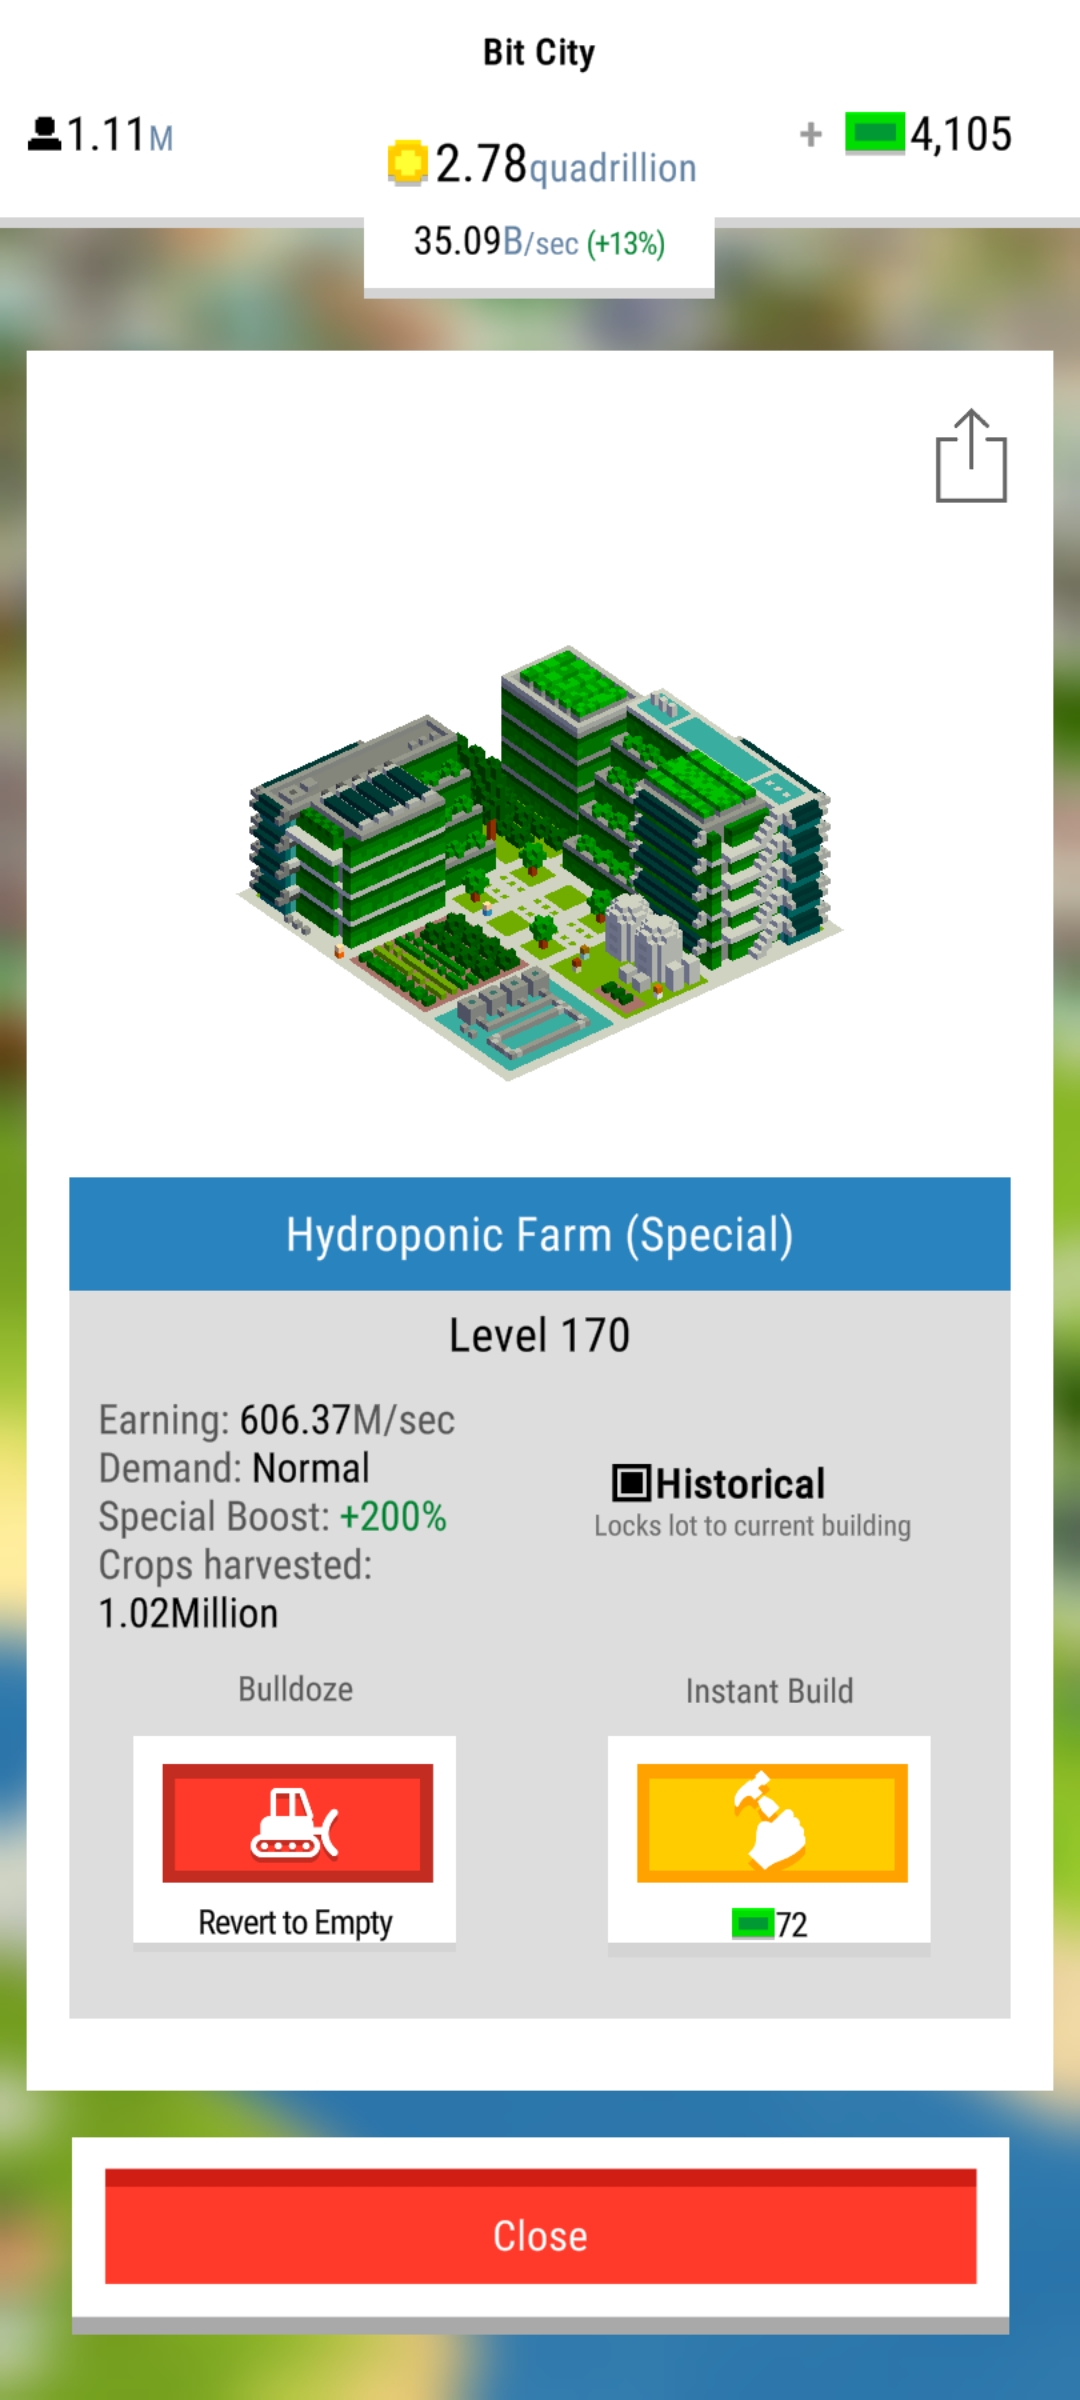 Bit City
1.11M
2.78quadrillion
+ 4,105
35.09B/sec (+13%)
Hydroponic Farm (Special)
Level 170
Earning: 606.37M/sec
Demand: Normal
Special Boost: +200%
Crops harvested:
1.02Million
Historical
Locks lot to current building
Bulldoze
Revert to Empty
Instant Build
72
Close